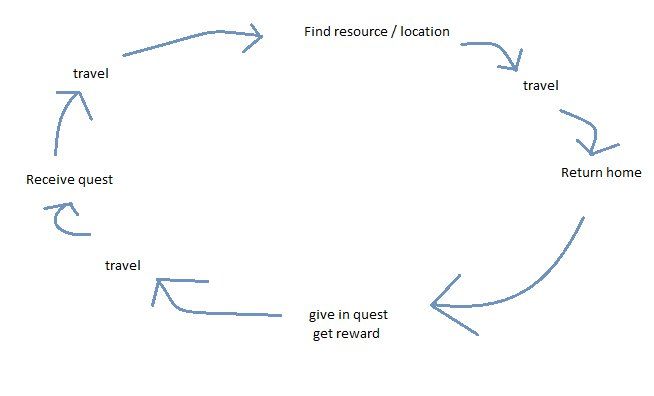 Find resource / location
travel
travel
Return home
Receive quest
travel
give in quest
get reward